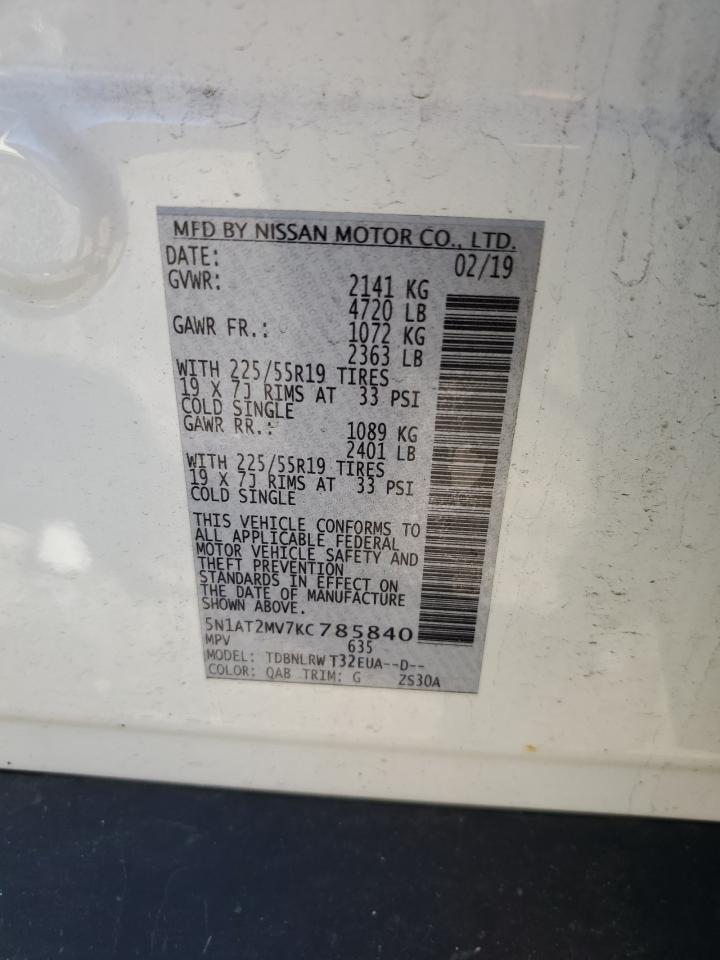 MFD BY NISSAN MOTOR CO., LTD.
DATE: 02/19
GVWR: 2141 KG
4720 LB
GAWR FR.: 1072 KG
2363 LB
WITH 225/55R19 TIRES
19 X 7J RIMS AT 33 PSI
COLD SINGLE
GAWR RR.: 1089 KG
2401 LB
WITH 225/55R19 TIRES
19 X 7J RIMS AT 33 PSI
COLD SINGLE
THIS VEHICLE CONFORMS TO
ALL APPLICABLE FEDERAL
MOTOR VEHICLE SAFETY AND
THEFT PREVENTION
STANDARDS IN EFFECT ON
THE DATE OF MANUFACTURE
SHOWN ABOVE.
5N1AT2MV7KC785840
MPV 635
MODEL: TDBNLRW T32EUA--D--
COLOR: QAB TRIM: G ZS30A